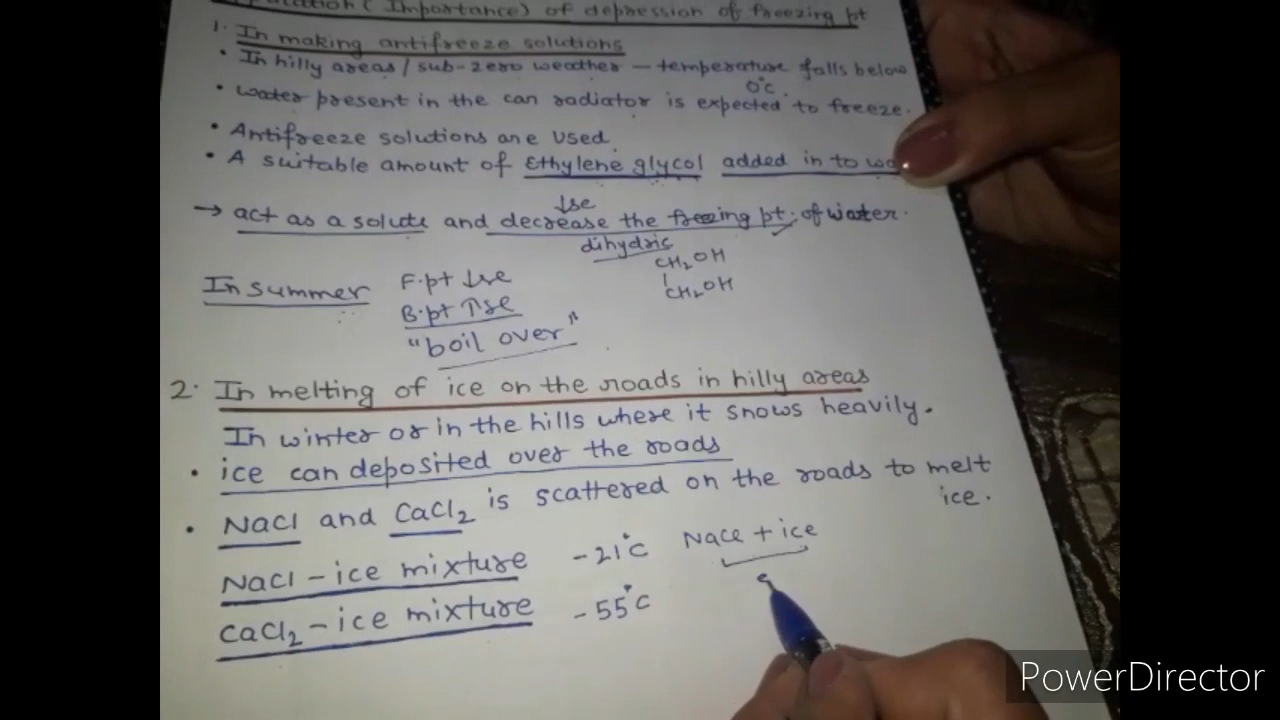 (Importance) of depression of freezing pt
1. In making antifreeze solutions
• In hilly areas / sub-zero weather – temperature falls below 0°C.
• Water present in the can radiator is expected to freeze.
• Antifreeze solutions are used.
• A suitable amount of Ethylene glycol added in to
↓se
→ act as a solute and decrease the freezing pt. of water.
dihydric
CH2OH
|
CH2OH
In summer F.pt ↓se
B.pt ↑se
"boil over"
2. In melting of ice on the roads in hilly areas
In winter or in the hills where it snows heavily.
• ice can deposited over the roads
• NaCl and CaCl2 is scattered on the roads to melt ice.
NaCl – ice mixture -21°C NaCl + ice
CaCl2 – ice mixture -55°C
PowerDirector